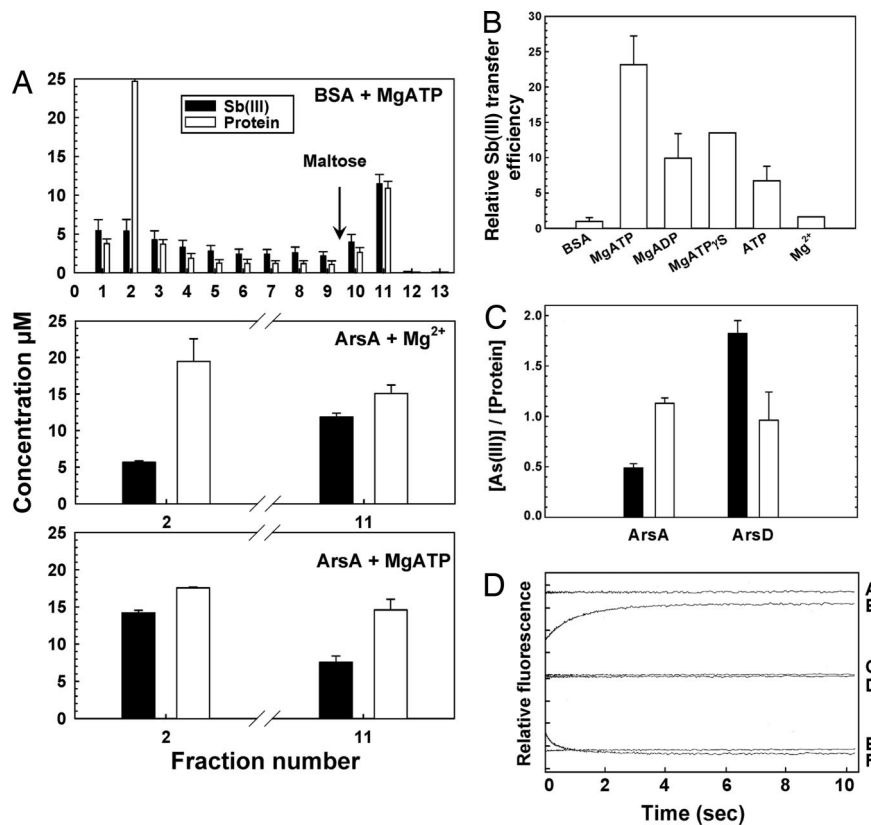 A
25
20
15
10
5
0
BSA + MgATP
Sb(III)
Protein
Maltose
0 1 2 3 4 5 6 7 8 9 10 11 12 13
Concentration µM
25
20
15
10
5
0
ArsA + Mg2+
2 11
25
20
15
10
5
0
ArsA + MgATP
2 11
Fraction number
B
Relative Sb(III) transfer
efficiency
30
25
20
15
10
5
0
BSA MgATP MgADP MgATPγS ATP Mg2+
C
[As(III)] / [Protein]
2.0
1.5
1.0
0.5
0.0
ArsA ArsD
D
Relative fluorescence
A
D
0 2 4 6 8 10
Time (sec)